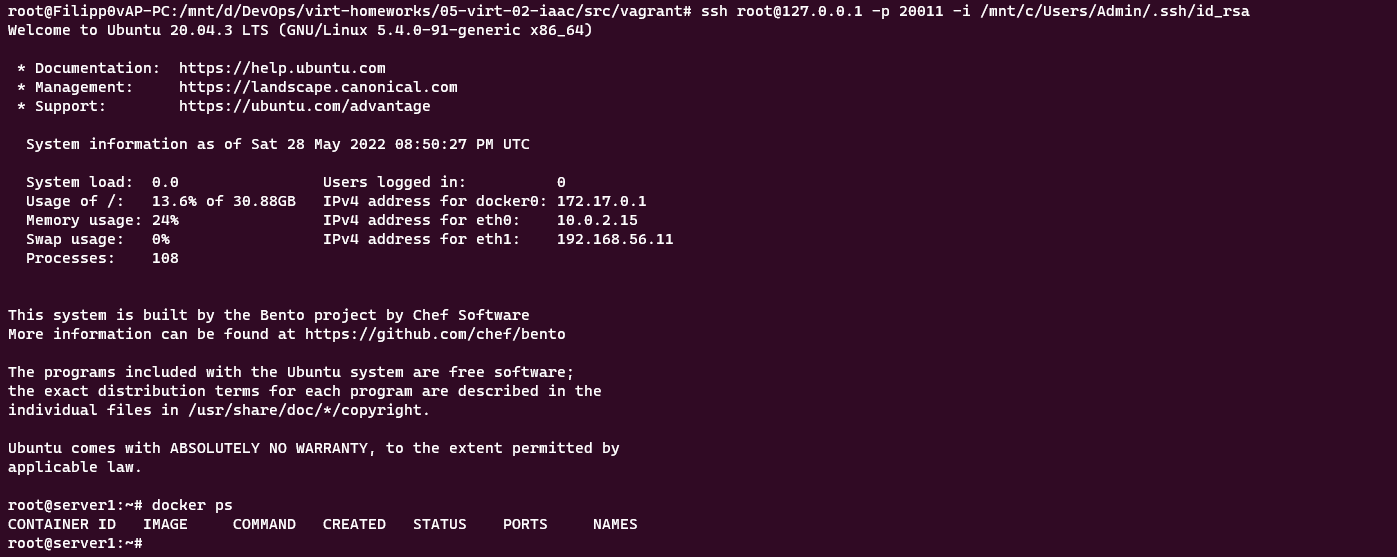 root@Filipp0vAP-PC:/mnt/d/DevOps/virt-homeworks/05-virt-02-iaac/src/vagrant# ssh root@127.0.0.1 -p 20011 -i /mnt/c/Users/Admin/.ssh/id_rsa
Welcome to Ubuntu 20.04.3 LTS (GNU/Linux 5.4.0-91-generic x86_64)

 * Documentation:  https://help.ubuntu.com
 * Management:     https://landscape.canonical.com
 * Support:        https://ubuntu.com/advantage

  System information as of Sat 28 May 2022 08:50:27 PM UTC

  System load:  0.0                Users logged in:          0
  Usage of /:   13.6% of 30.88GB   IPv4 address for docker0: 172.17.0.1
  Memory usage: 24%                IPv4 address for eth0:    10.0.2.15
  Swap usage:   0%                 IPv4 address for eth1:    192.168.56.11
  Processes:    108


This system is built by the Bento project by Chef Software
More information can be found at https://github.com/chef/bento

The programs included with the Ubuntu system are free software;
the exact distribution terms for each program are described in the
individual files in /usr/share/doc/*/copyright.

Ubuntu comes with ABSOLUTELY NO WARRANTY, to the extent permitted by
applicable law.

root@server1:~# docker ps
CONTAINER ID   IMAGE     COMMAND   CREATED   STATUS    PORTS     NAMES
root@server1:~#